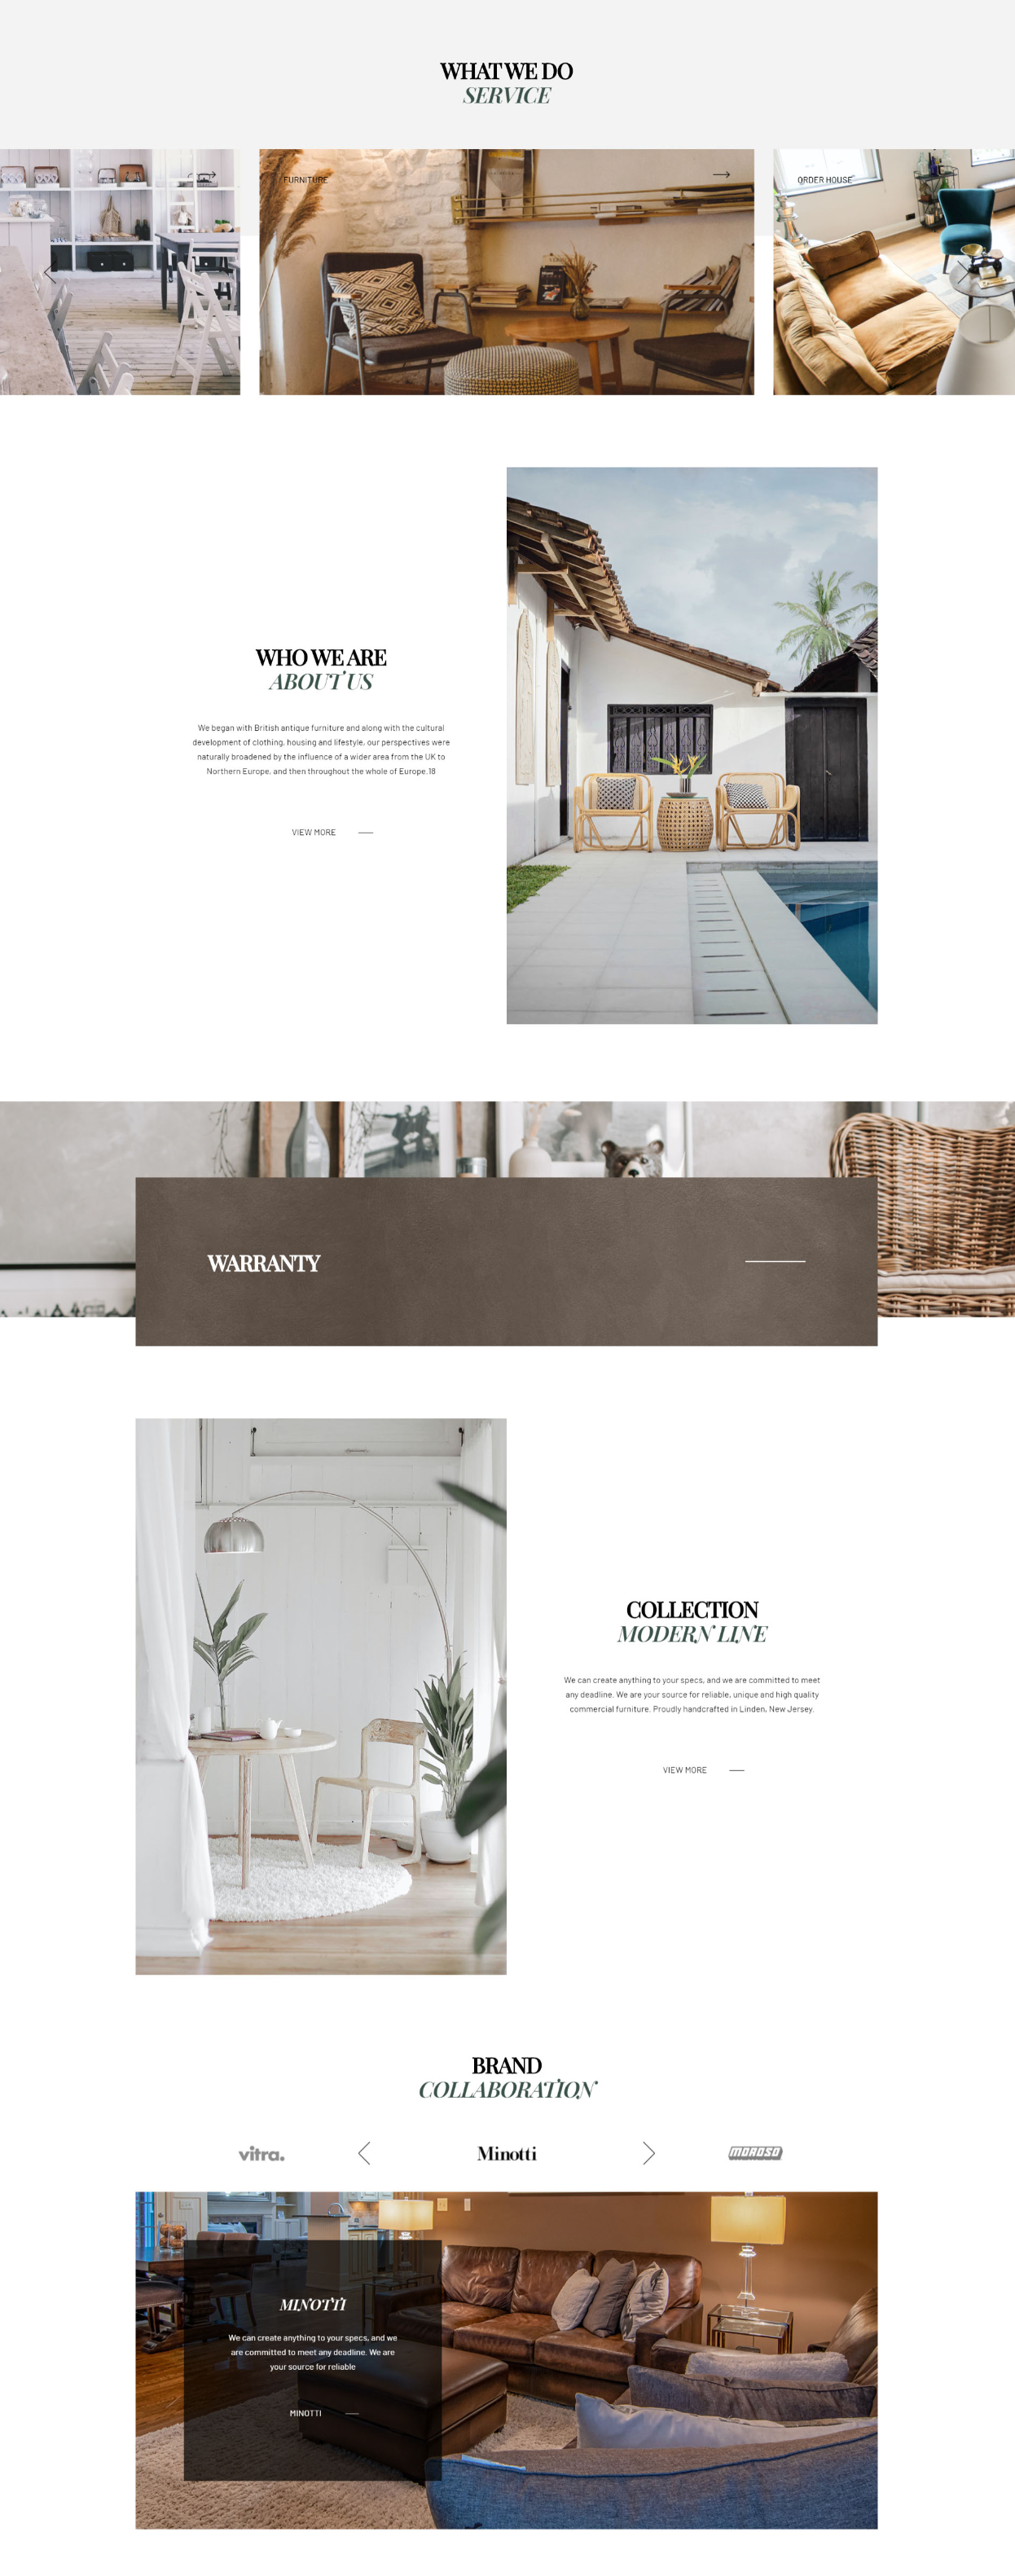 WHAT WE DO
SERVICE
FURNITURE
ORDER HOUSE
WHO WE ARE
ABOUT US
We began with British antique furniture and along with the cultural
development of clothing, housing and lifestyle, our perspectives were
naturally broadened by the influence of a wider area from the UK to
Northern Europe, and then throughout the whole of Europe.18
VIEW MORE
WARRANTY
COLLECTION
MODERN LINE
We can create anything to your specs, and we are committed to meet
any deadline. We are your source for reliable, unique and high quality
commercial furniture. Proudly handcrafted in Linden, New Jersey.
VIEW MORE
BRAND
COLLABORATION
vitra.
Minotti
MOROSO
MINOTTI
We can create anything to your specs, and we
are committed to meet any deadline. We are
your source for reliable
MINOTTI